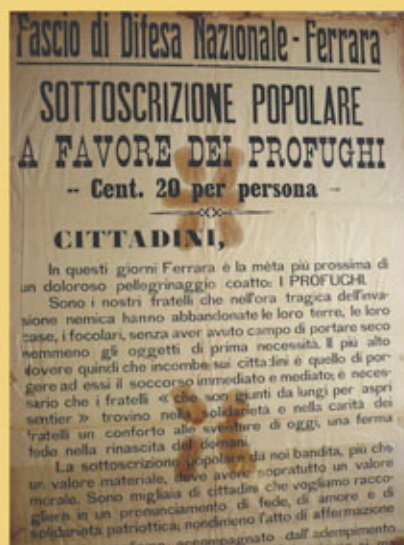 Fascio di Difesa Nazionale - Ferrara
SOTTOSCRIZIONE POPOLARE
A FAVORE DEI PROFUGHI
-- Cent. 20 per persona --
CITTADINI,
In questi giorni Ferrara è la mèta più prossima di
un doloroso pellegrinaggio coatto: I PROFUGHI.
Sono i nostri fratelli che nell'ora tragica dell'inva-
sione nemica hanno abbandonate le loro terre, le loro
case, i focolari, senza aver avuto campo di portare seco
nemmeno gli oggetti di prima necessità. Il più alto
dovere quindi che incombe sui cittadini è quello di por-
gere ad essi il soccorso immediato e mediato; è neces-
sario che i fratelli « che son giunti da lungi per aspri
sentier » trovino nella solidarietà e nella carità dei
fratelli un conforto alle sventure di oggi, una ferma
fede nella rinascita del domani.
La sottoscrizione popolare da noi bandita, più che
un valore materiale, deve avere sopratutto un valore
morale. Sono migliaia di cittadini che vogliamo racco-
gliere in un pronunciamento di fede, di amore e di
solidarietà patriottica; nondimeno l'atto di affermazione
accompagnato dall'adempimento